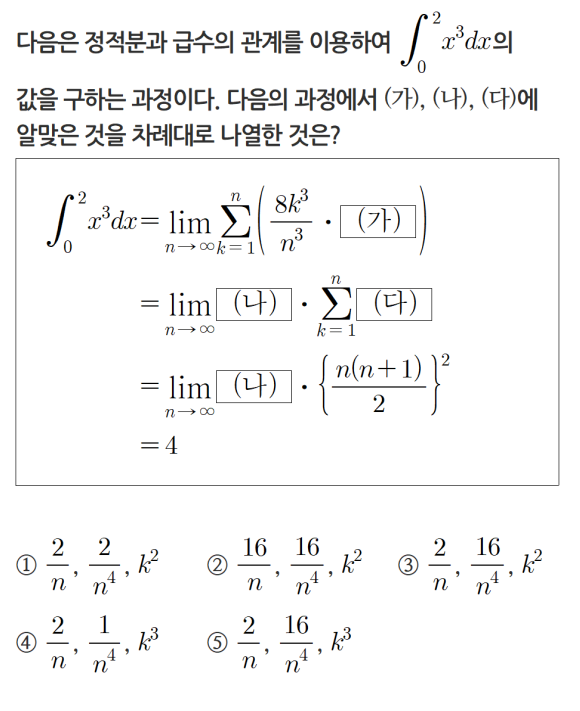 다음은 정적분과 급수의 관계를 이용하여 $\int_0^2 x^3 dx$의
값을 구하는 과정이다. 다음의 과정에서 (가), (나), (다)에
알맞은 것을 차례대로 나열한 것은?
$\int_0^2 x^3 dx = \lim_{n \to \infty} \sum_{k=1}^{n} \left( \frac{8k^3}{n^3} \cdot \boxed{(가)} \right)$
$= \lim_{n \to \infty} \boxed{(나)} \cdot \sum_{k=1}^{n} \boxed{(다)}$
$= \lim_{n \to \infty} \boxed{(나)} \cdot \left\{ \frac{n(n+1)}{2} \right\}^2$
$= 4$
① $\frac{2}{n}, \frac{2}{n^4}, k^2$ ② $\frac{16}{n}, \frac{16}{n^4}, k^2$ ③ $\frac{2}{n}, \frac{16}{n^4}, k^2$
④ $\frac{2}{n}, \frac{1}{n^4}, k^3$ ⑤ $\frac{2}{n}, \frac{16}{n^4}, k^3$